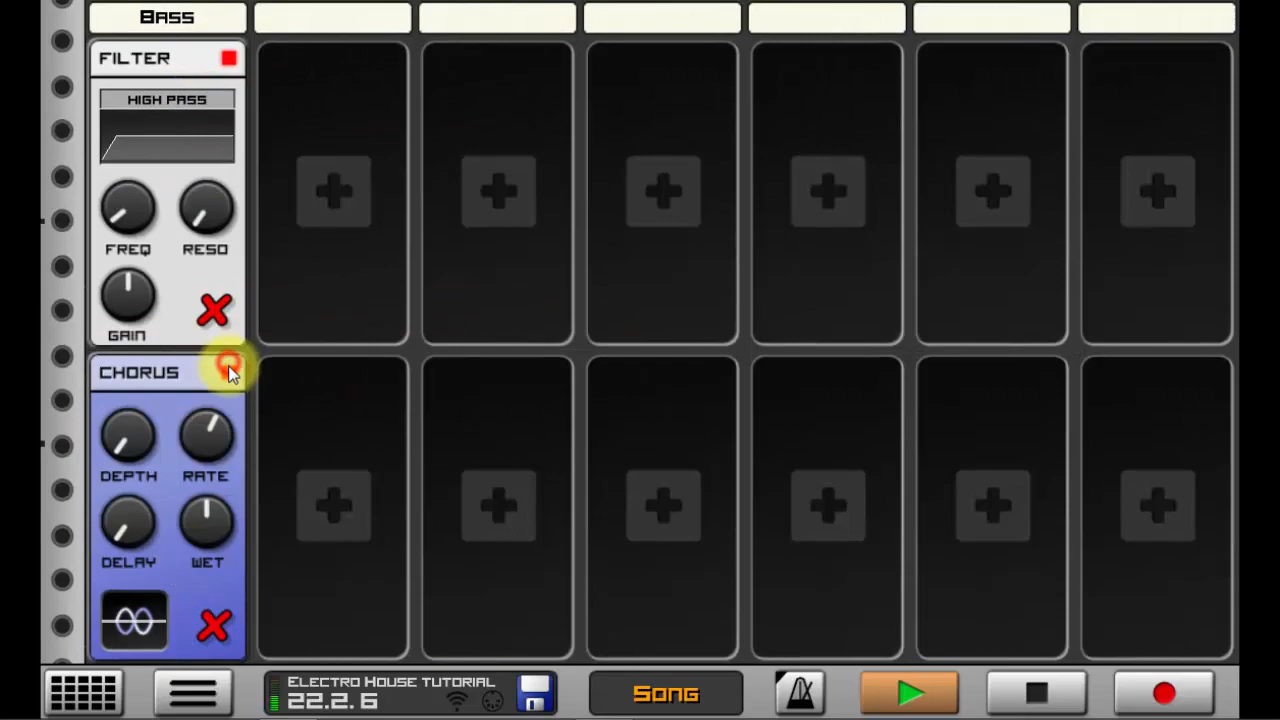 Bass
FILTER
HIGH PASS
FREQ RESO
GAIN
CHORUS
DEPTH RATE
DELAY WET
ELECTRO HOUSE TUTORIAL
22.2. 6
SONG